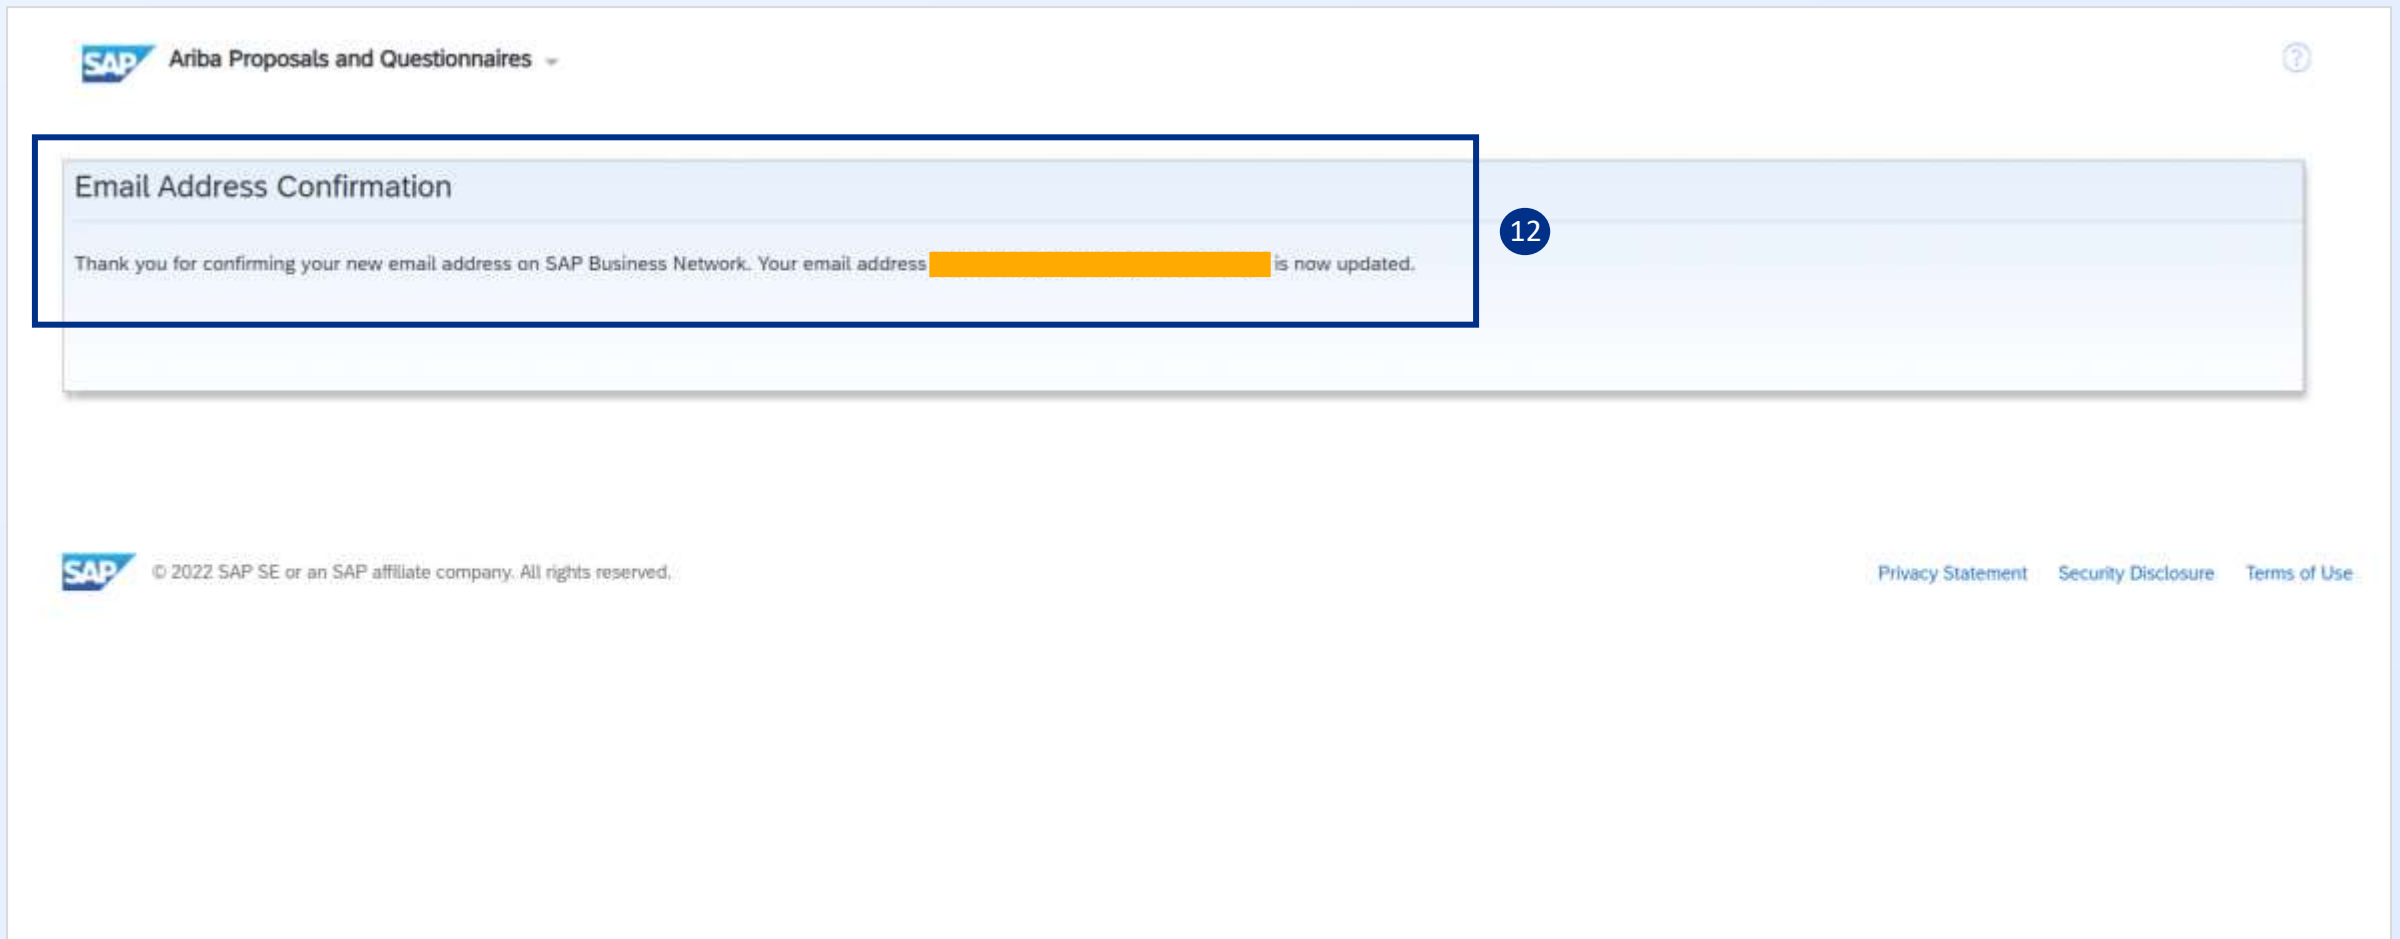 SAP Ariba Proposals and Questionnaires
?
Email Address Confirmation
12
Thank you for confirming your new email address on SAP Business Network. Your email address is now updated.
SAP © 2022 SAP SE or an SAP affiliate company. All rights reserved.
Privacy Statement Security Disclosure Terms of Use